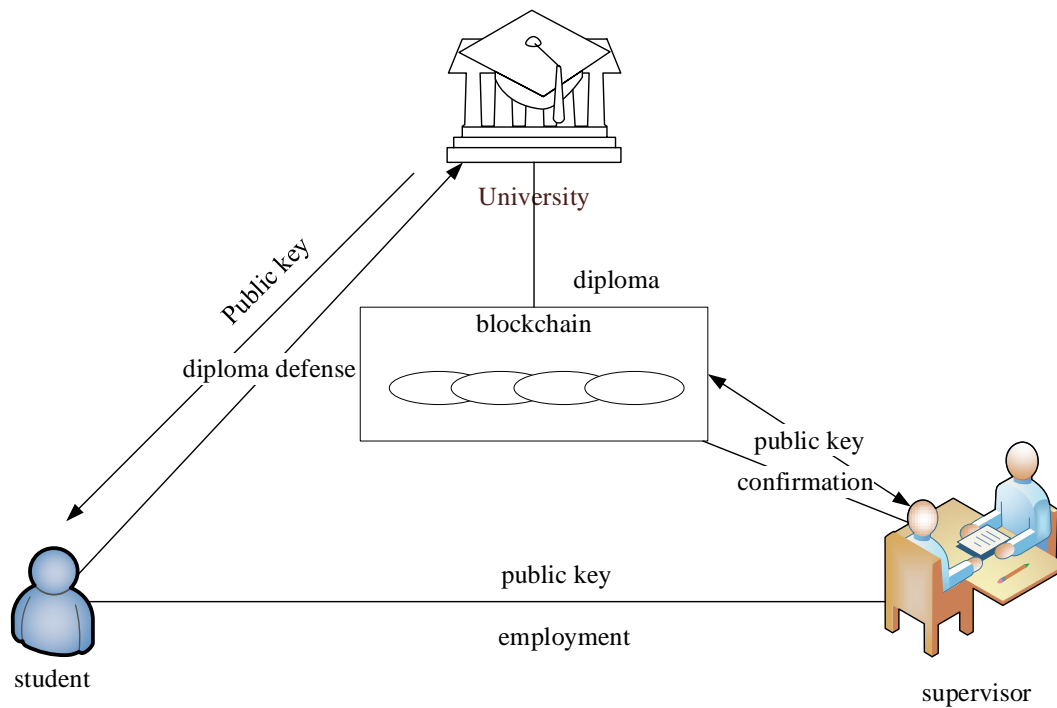 University
Public key
diploma
blockchain
diploma defense
public key
confirmation
public key
employment
student
supervisor